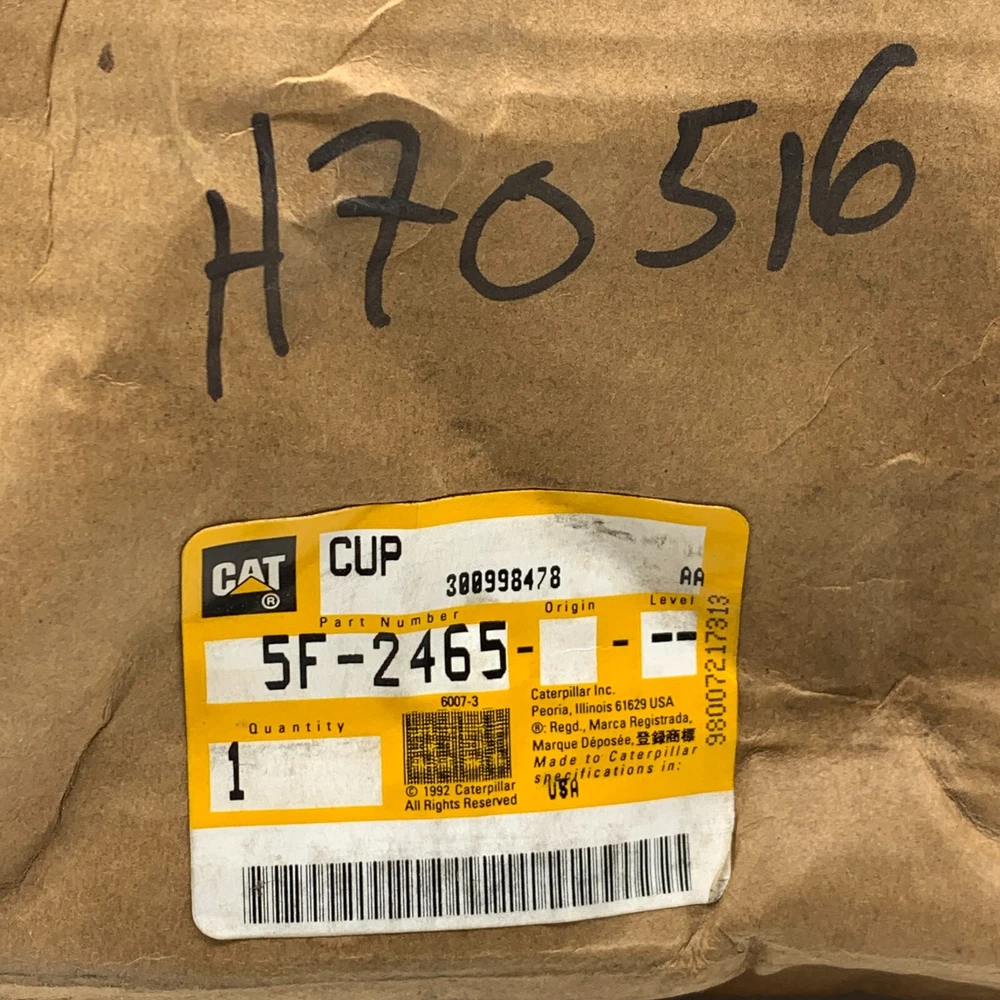 H70516
CAT ®
CUP
300998478 AA
Part Number Origin Level
5F-2465- - --
Quantity
1
6007-3
© 1992 Caterpillar
All Rights Reserved
Caterpillar Inc.
Peoria, Illinois 61629 USA
®: Regd., Marca Registrada,
Marque Déposée, 登録商標
Made to Caterpillar
specifications in:
USA
98007217313